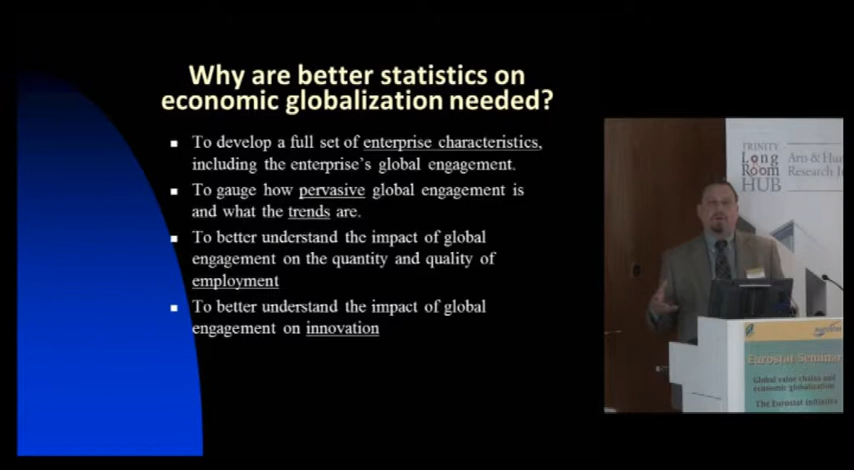 Why are better statistics on
economic globalization needed?
To develop a full set of enterprise characteristics,
including the enterprise's global engagement.
To gauge how pervasive global engagement is
and what the trends are.
To better understand the impact of global
engagement on the quantity and quality of
employment
To better understand the impact of global
engagement on innovation
TRINITY
Long
Room
HUB
Research
Eurostat Seminar
Global value chains and
economic globalization
The Eurostat initiative